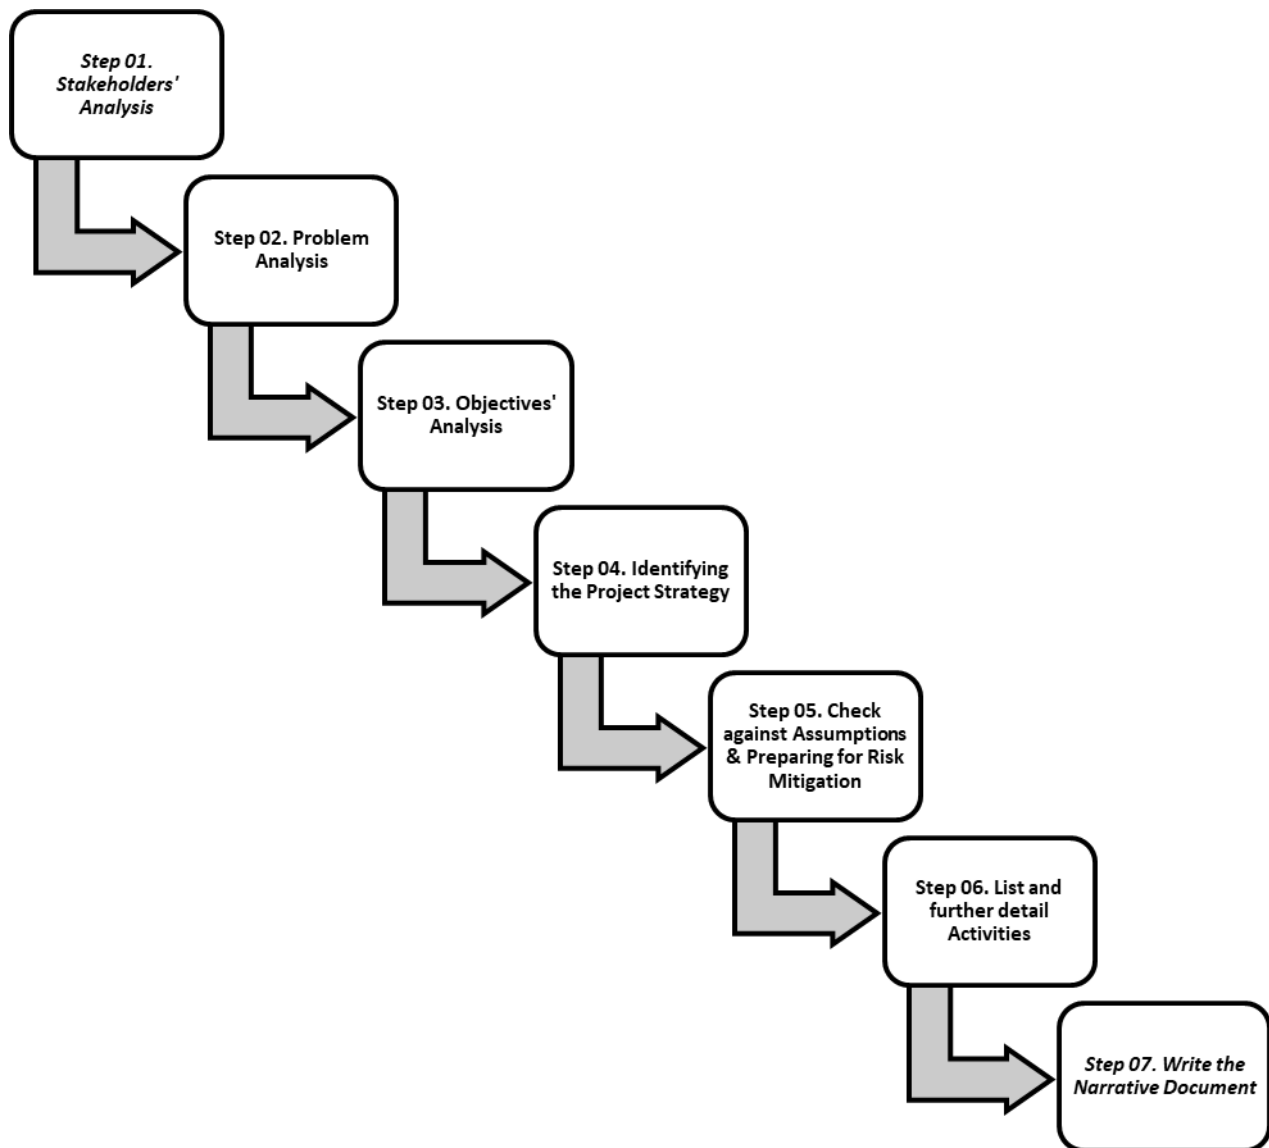 Step 01.
Stakeholders'
Analysis
Step 02. Problem
Analysis
Step 03. Objectives'
Analysis
Step 04. Identifying
the Project Strategy
Step 05. Check
against Assumptions
& Preparing for Risk
Mitigation
Step 06. List and
further detail
Activities
Step 07. Write the
Narrative Document